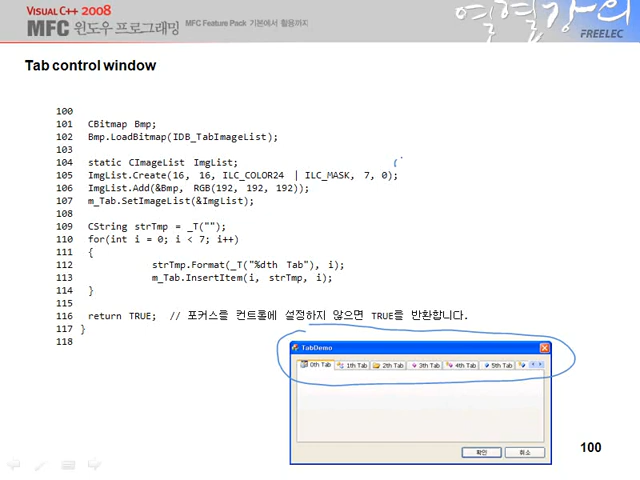 VISUAL C++ 2008
MFC 윈도우 프로그래밍 MFC Feature Pack 기본에서 활용까지
열혈강의
FREELEC
Tab control window
100
101 CBitmap Bmp;
102 Bmp.LoadBitmap(IDB_TabImageList);
103
104 static CImageList ImgList;
105 ImgList.Create(16, 16, ILC_COLOR24 | ILC_MASK, 7, 0);
106 ImgList.Add(&Bmp, RGB(192, 192, 192));
107 m_Tab.SetImageList(&ImgList);
108
109 CString strTmp = _T("");
110 for(int i = 0; i < 7; i++)
111 {
112 strTmp.Format(_T("%dth Tab"), i);
113 m_Tab.InsertItem(i, strTmp, i);
114 }
115
116 return TRUE; // 포커스를 컨트롤에 설정하지 않으면 TRUE를 반환합니다.
117 }
118
TabDemo
0th Tab 1th Tab 2th Tab 3th Tab 4th Tab 5th Tab
확인 취소
100